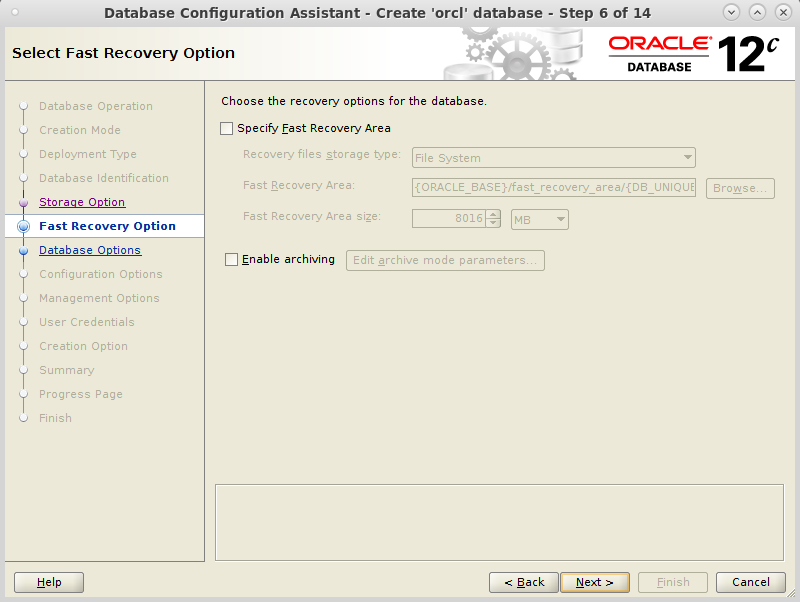 Database Configuration Assistant - Create 'orcl' database - Step 6 of 14
Select Fast Recovery Option
ORACLE®
DATABASE
12c
Database Operation
Creation Mode
Deployment Type
Database Identification
Storage Option
Fast Recovery Option
Database Options
Configuration Options
Management Options
User Credentials
Creation Option
Summary
Progress Page
Finish
Choose the recovery options for the database.
Specify Fast Recovery Area
Recovery files storage type: File System
Fast Recovery Area: {ORACLE_BASE}/fast_recovery_area/{DB_UNIQUE Browse...
Fast Recovery Area size: 8016 MB
Enable archiving Edit archive mode parameters...
Help < Back Next > Finish Cancel